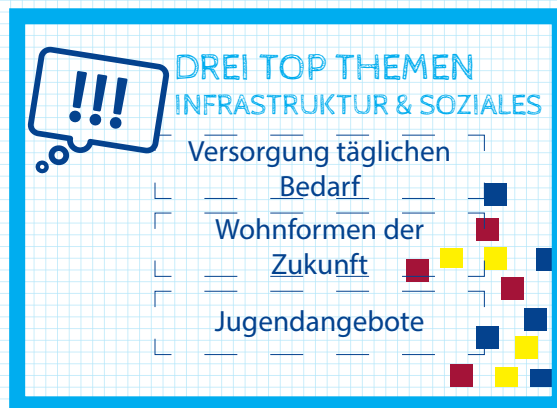 !!!
DREI TOP THEMEN
INFRASTRUKTUR & SOZIALES
Versorgung täglichen
Bedarf
Wohnformen der
Zukunft
Jugendangebote